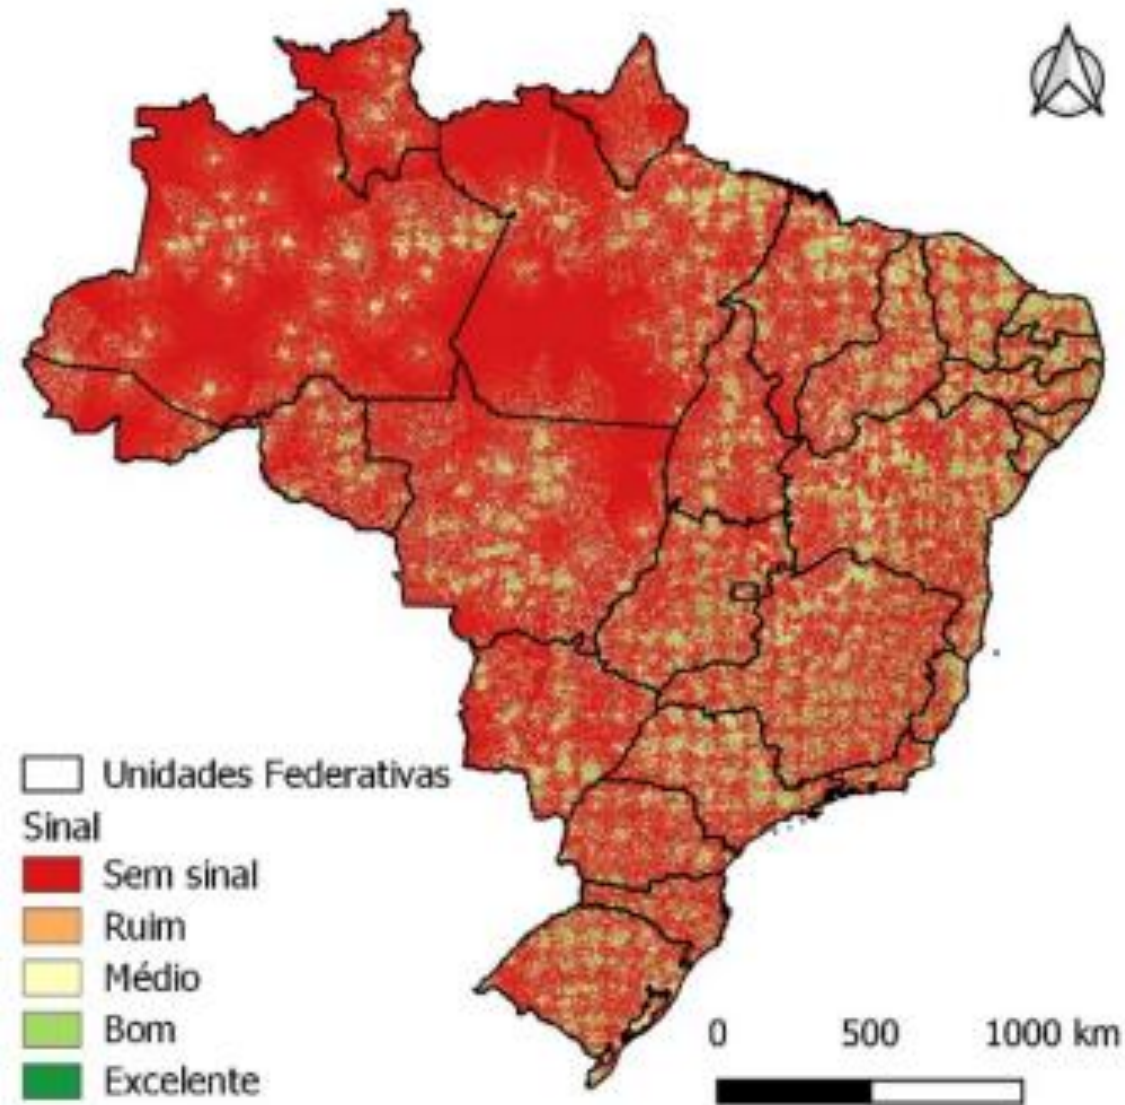 Unidades Federativas
Sinal
Sem sinal
Ruim
Médio
Bom
Excelente
0 500 1000 km